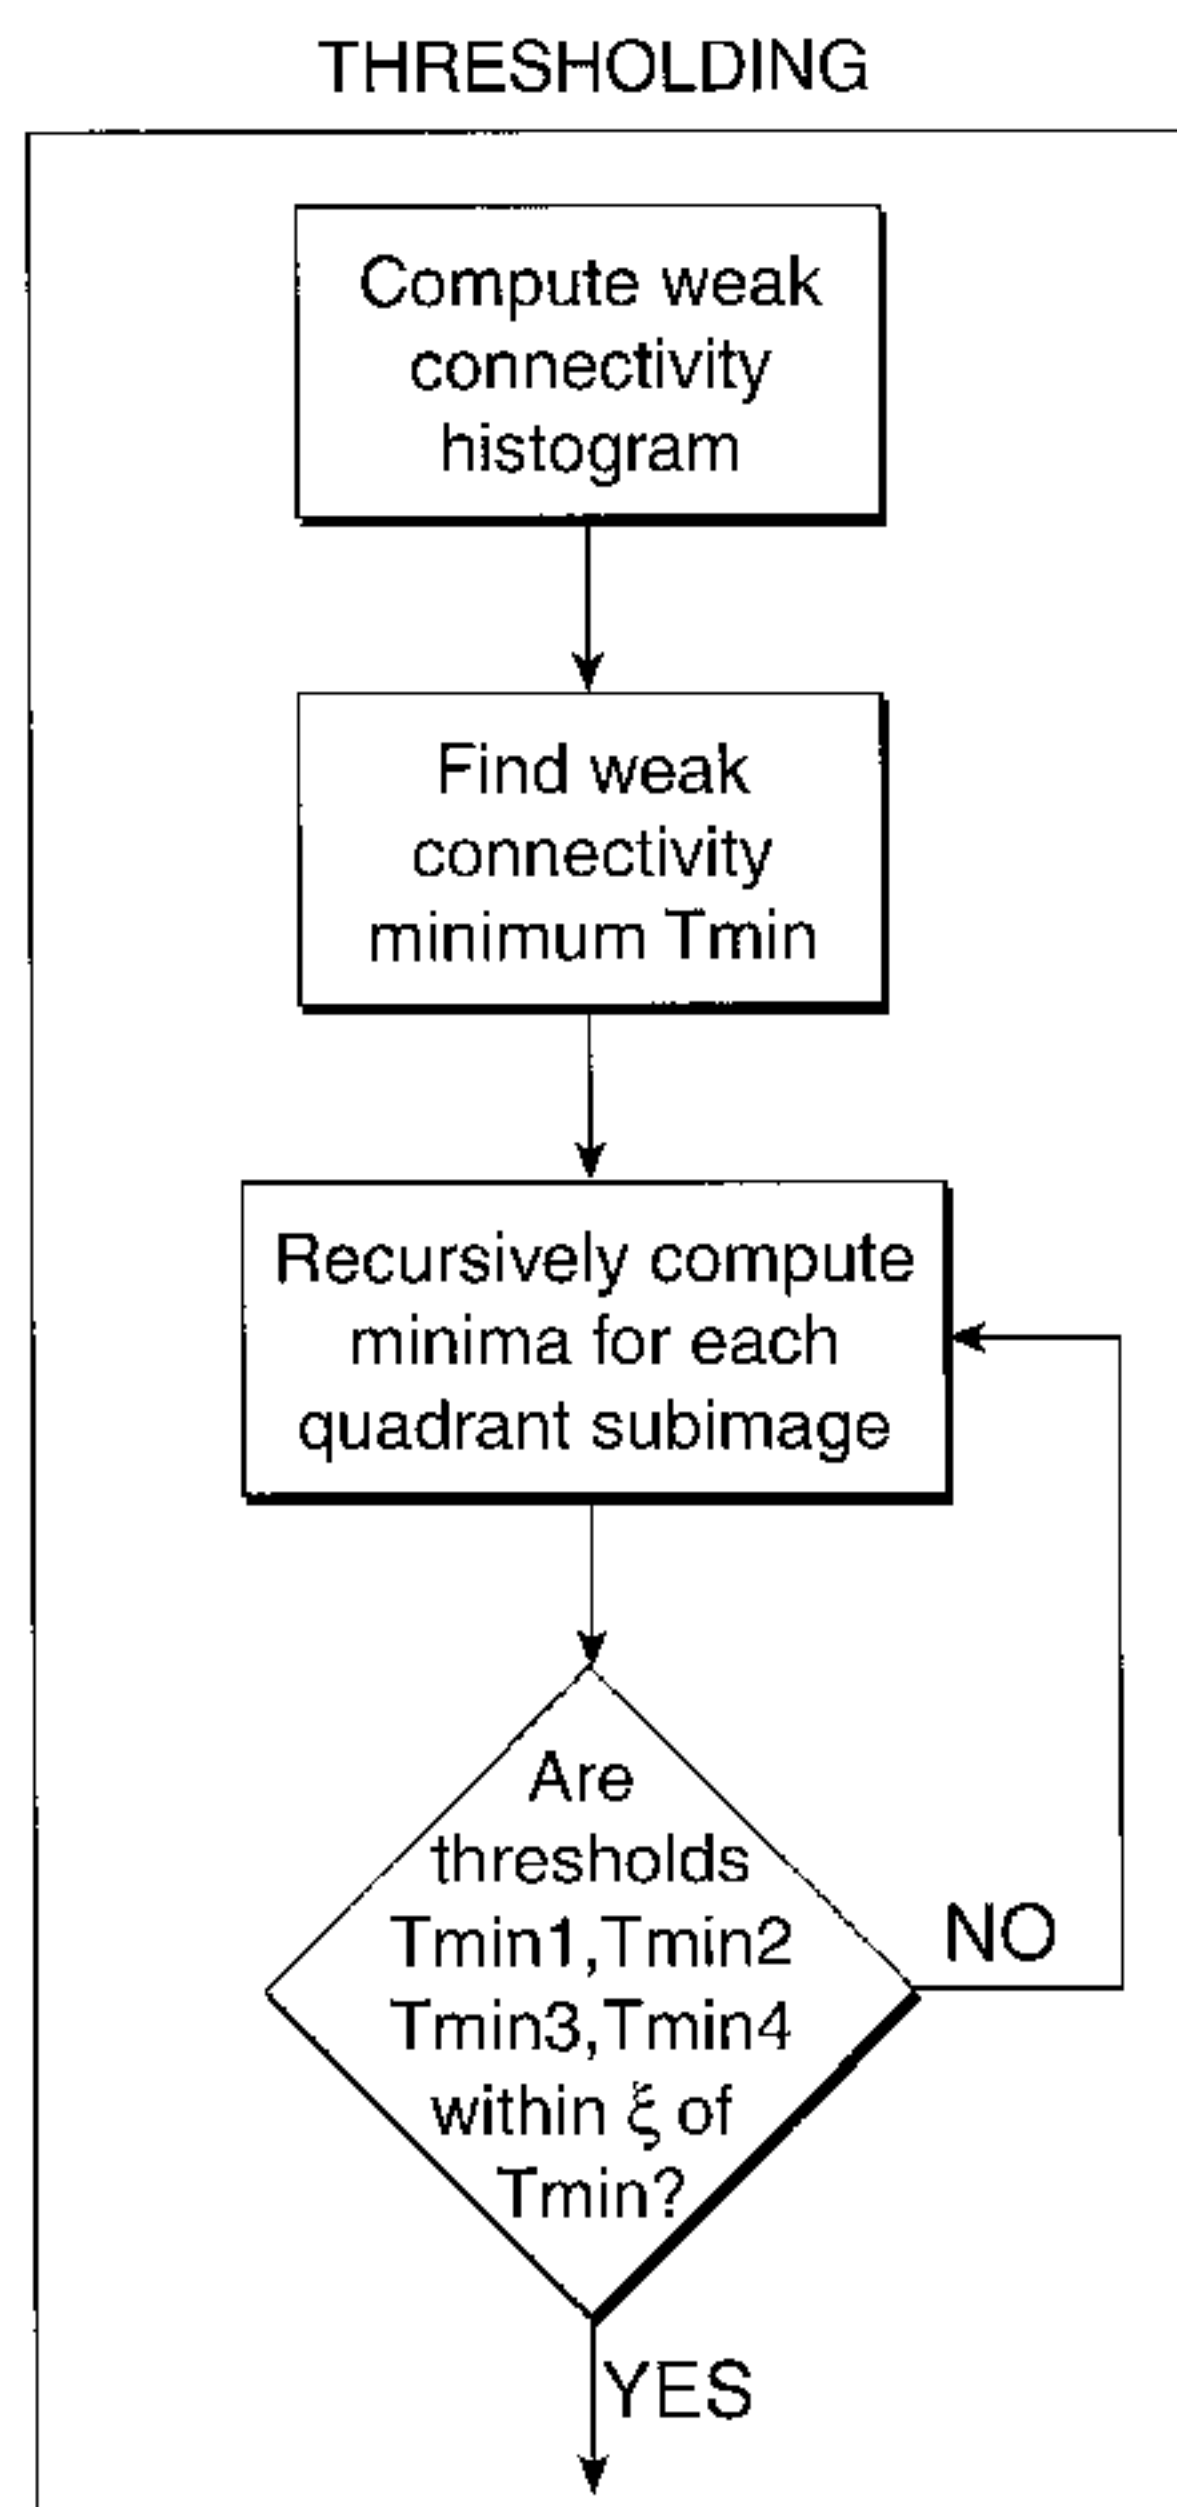 THRESHOLDING
Compute weak
connectivity
histogram
Find weak
connectivity
minimum Tmin
Recursively compute
minima for each
quadrant subimage
Are
thresholds
Tmin1,Tmin2
Tmin3,Tmin4
within ξ of
Tmin?
NO
YES